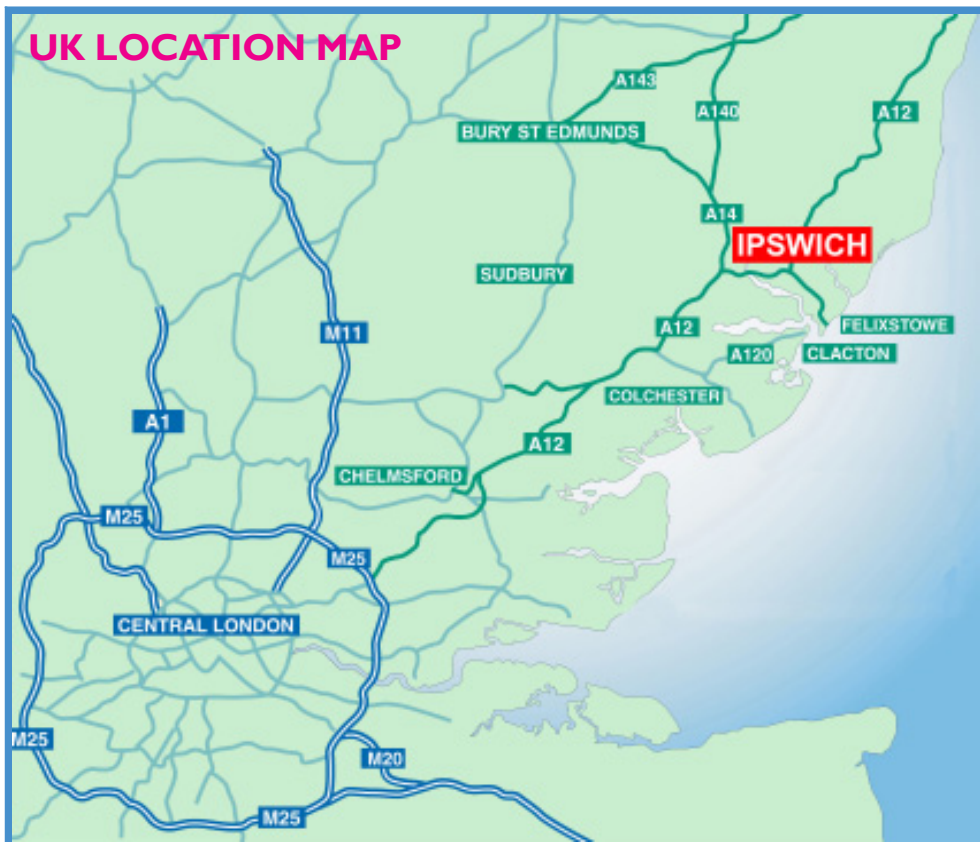 UK LOCATION MAP
A143
A140
A12
BURY ST EDMUNDS
A14
IPSWICH
SUDBURY
M11
A12
FELIXSTOWE
A120
CLACTON
COLCHESTER
A1
A12
CHELMSFORD
M25
M25
CENTRAL LONDON
M25
M20
M25